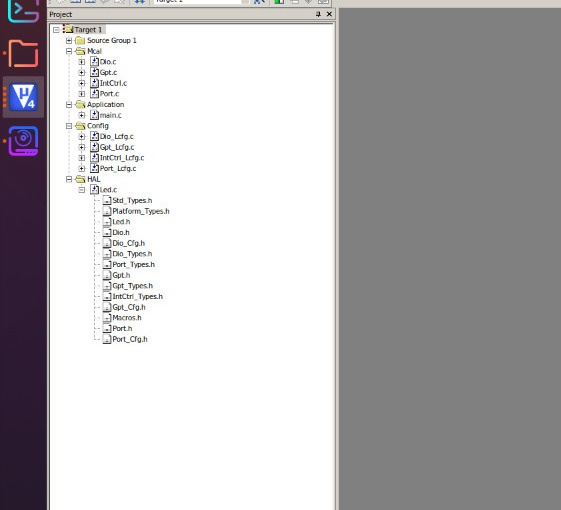 Target 1
Project
Target 1
Source Group 1
Mcal
Dio.c
Gpt.c
IntCtrl.c
Port.c
Application
main.c
Config
Dio_Lcfg.c
Gpt_Lcfg.c
IntCtrl_Lcfg.c
Port_Lcfg.c
HAL
Led.c
Std_Types.h
Platform_Types.h
Led.h
Dio.h
Dio_Cfg.h
Dio_Types.h
Port_Types.h
Gpt.h
Gpt_Types.h
IntCtrl_Types.h
Gpt_Cfg.h
Macros.h
Port.h
Port_Cfg.h
μ
4